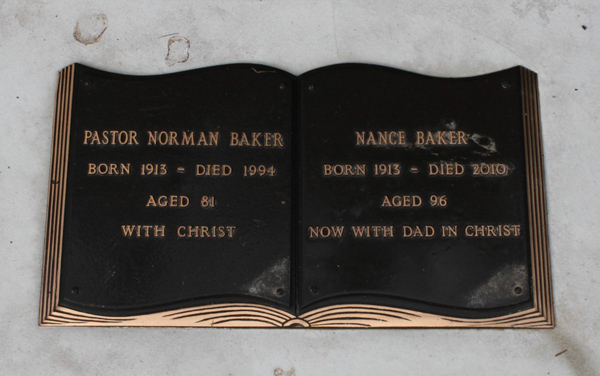 PASTOR NORMAN BAKER
BORN 1913 = DIED 1994
AGED 81
WITH CHRIST
NANCE BAKER
BORN 1913 = DIED 2010
AGED 96
NOW WITH DAD IN CHRIST